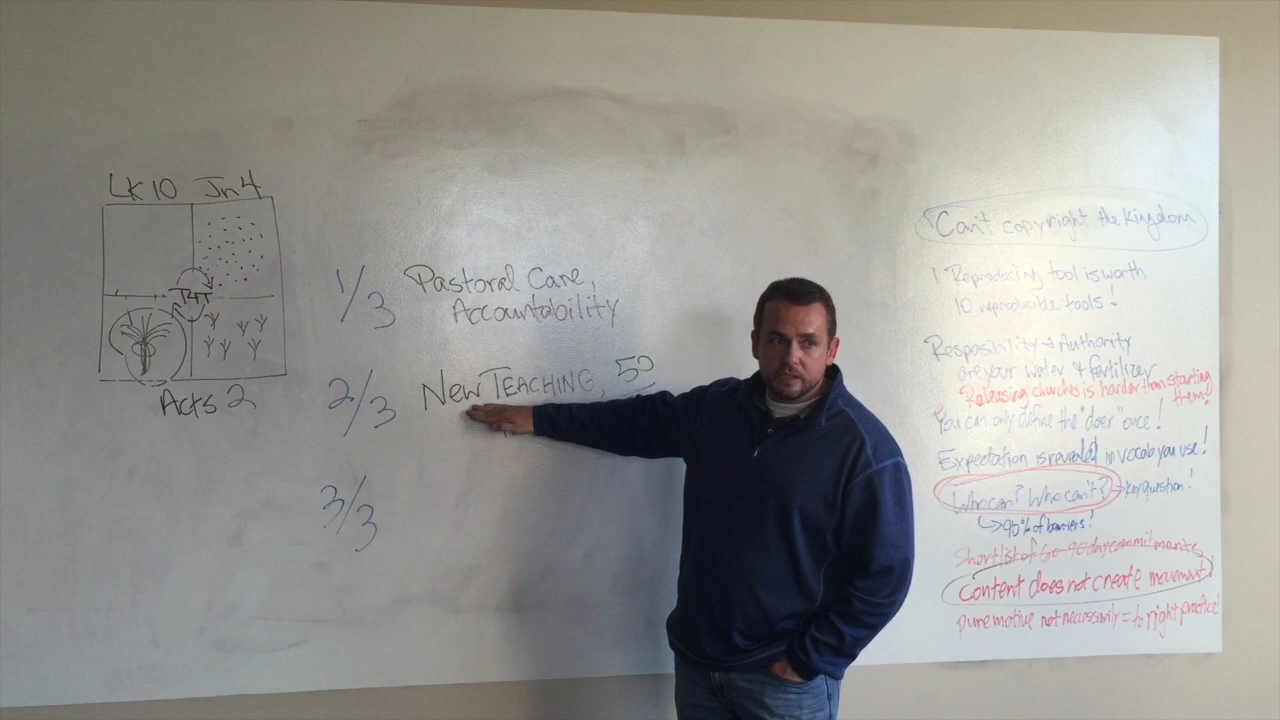 Lk 10 Jn 4
T4T
Acts 2
1/3 Pastoral Care,
Accountability
2/3 New TEACHING,
3/3
Can't copyright the Kingdom
1 Reproducing tool is worth
10 reproducible tools!
Resposibility + Authority
are your water + fertilizer
Releasing churches is harder than starting
them!
You can only define the "doer" once!
Expectation is revealed in vocab you use!
Who can? Who can't? → key question!
↳ 90% of barriers!
Short list of 60-90 day commitments
Content does not create movement!
pure motive not neccessarily = to right practice!